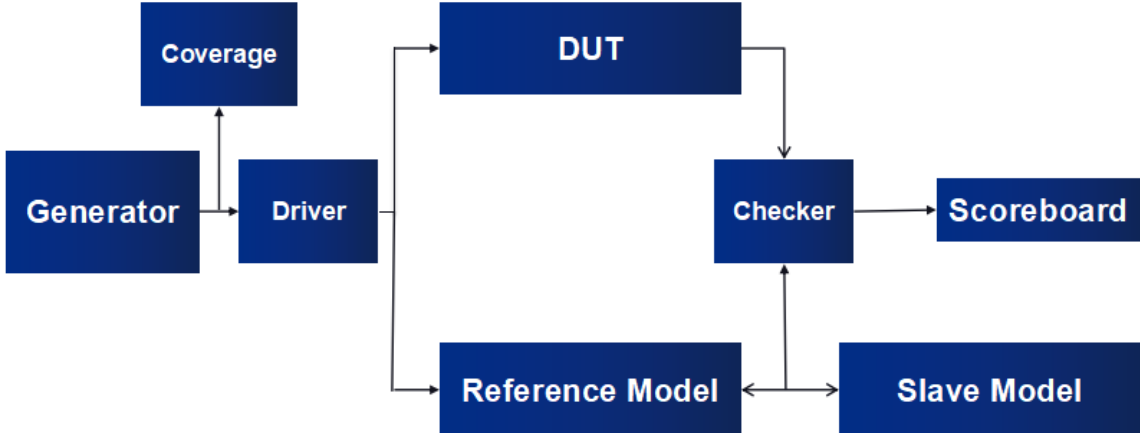 Coverage
DUT
Generator
Driver
Checker
Scoreboard
Reference Model
Slave Model